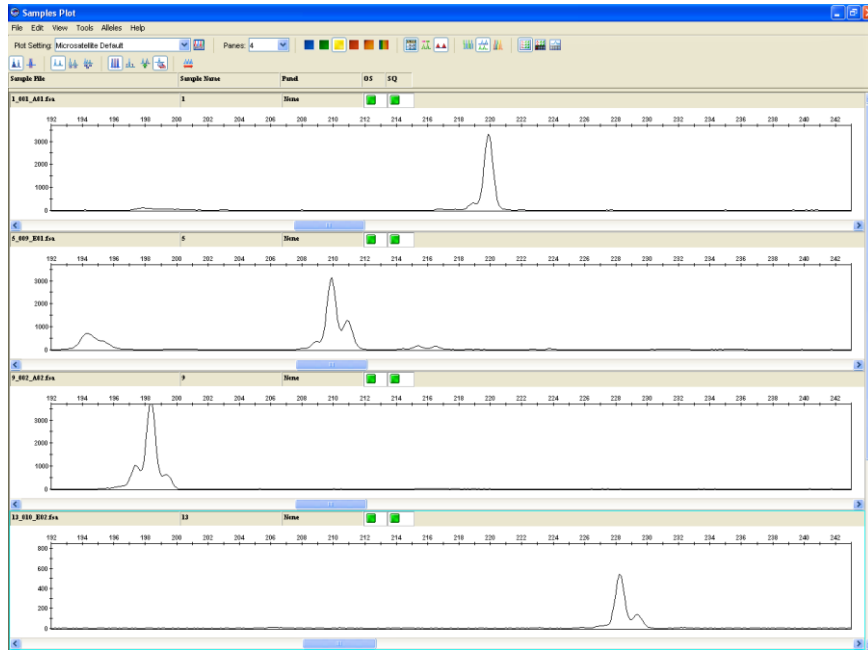 Samples Plot
File Edit View Tools Alleles Help
Plot Setting: Microsatellite Default Panes: 4
Sample File Sample Name Panel OS SQ
1_001_A01.fsa 1 None
192 194 196 198 200 202 204 206 208 210 212 214 216 218 220 222 224 226 228 230 232 234 236 238 240 242
3000
2000
1000
0
5_009_E01.fsa 5 None
192 194 196 198 200 202 204 206 208 210 212 214 216 218 220 222 224 226 228 230 232 234 236 238 240 242
3000
2000
1000
0
9_002_A02.fsa 9 None
192 194 196 198 200 202 204 206 208 210 212 214 216 218 220 222 224 226 228 230 232 234 236 238 240 242
3000
2000
1000
0
13_010_E02.fsa 13 None
192 194 196 198 200 202 204 206 208 210 212 214 216 218 220 222 224 226 228 230 232 234 236 238 240 242
800
600
400
200
0